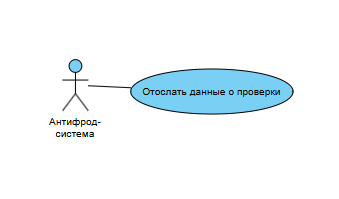 Отослать данные о проверки
Антифрод-
система